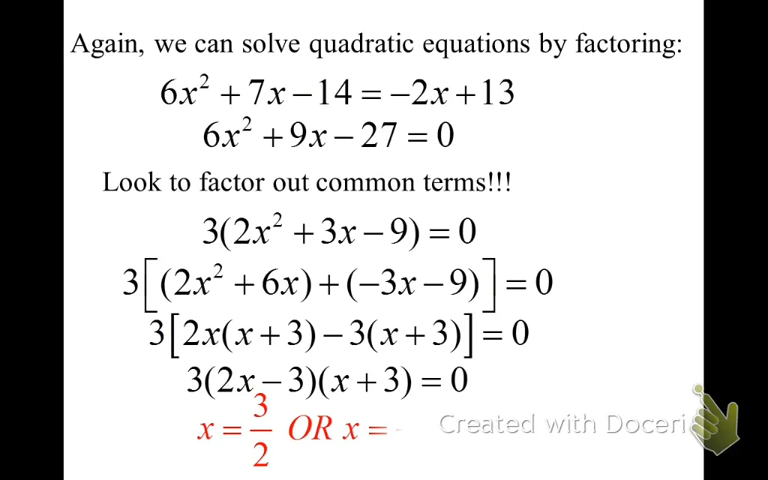 Again, we can solve quadratic equations by factoring:
6x² + 7x − 14 = −2x + 13
6x² + 9x − 27 = 0
Look to factor out common terms!!!
3(2x² + 3x − 9) = 0
3[(2x² + 6x) + (−3x − 9)] = 0
3[2x(x + 3) − 3(x + 3)] = 0
3(2x − 3)(x + 3) = 0
x = 3/2 OR x =
Created with Doceri